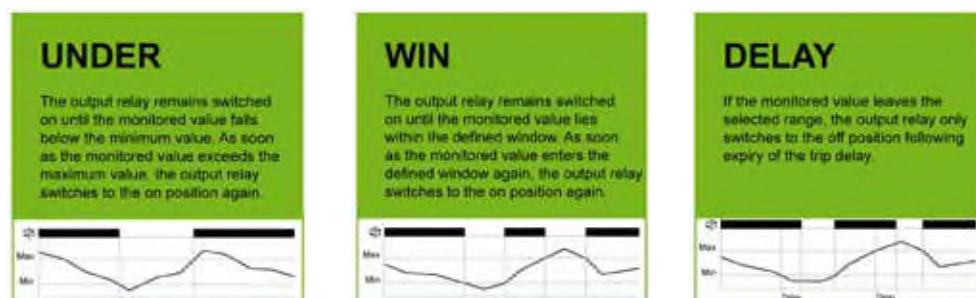 UNDER
The output relay remains switched
on until the monitored value falls
below the minimum value. As soon
as the monitored value exceeds the
maximum value, the output relay
switches to the on position again.
Max
Min
WIN
The output relay remains switched
on until the monitored value lies
within the defined window. As soon
as the monitored value enters the
defined window again, the output relay
switches to the on position again.
Max
Min
DELAY
If the monitored value leaves the
selected range, the output relay only
switches to the off position following
expiry of the trip delay.
Max
Min
Delay
Delay